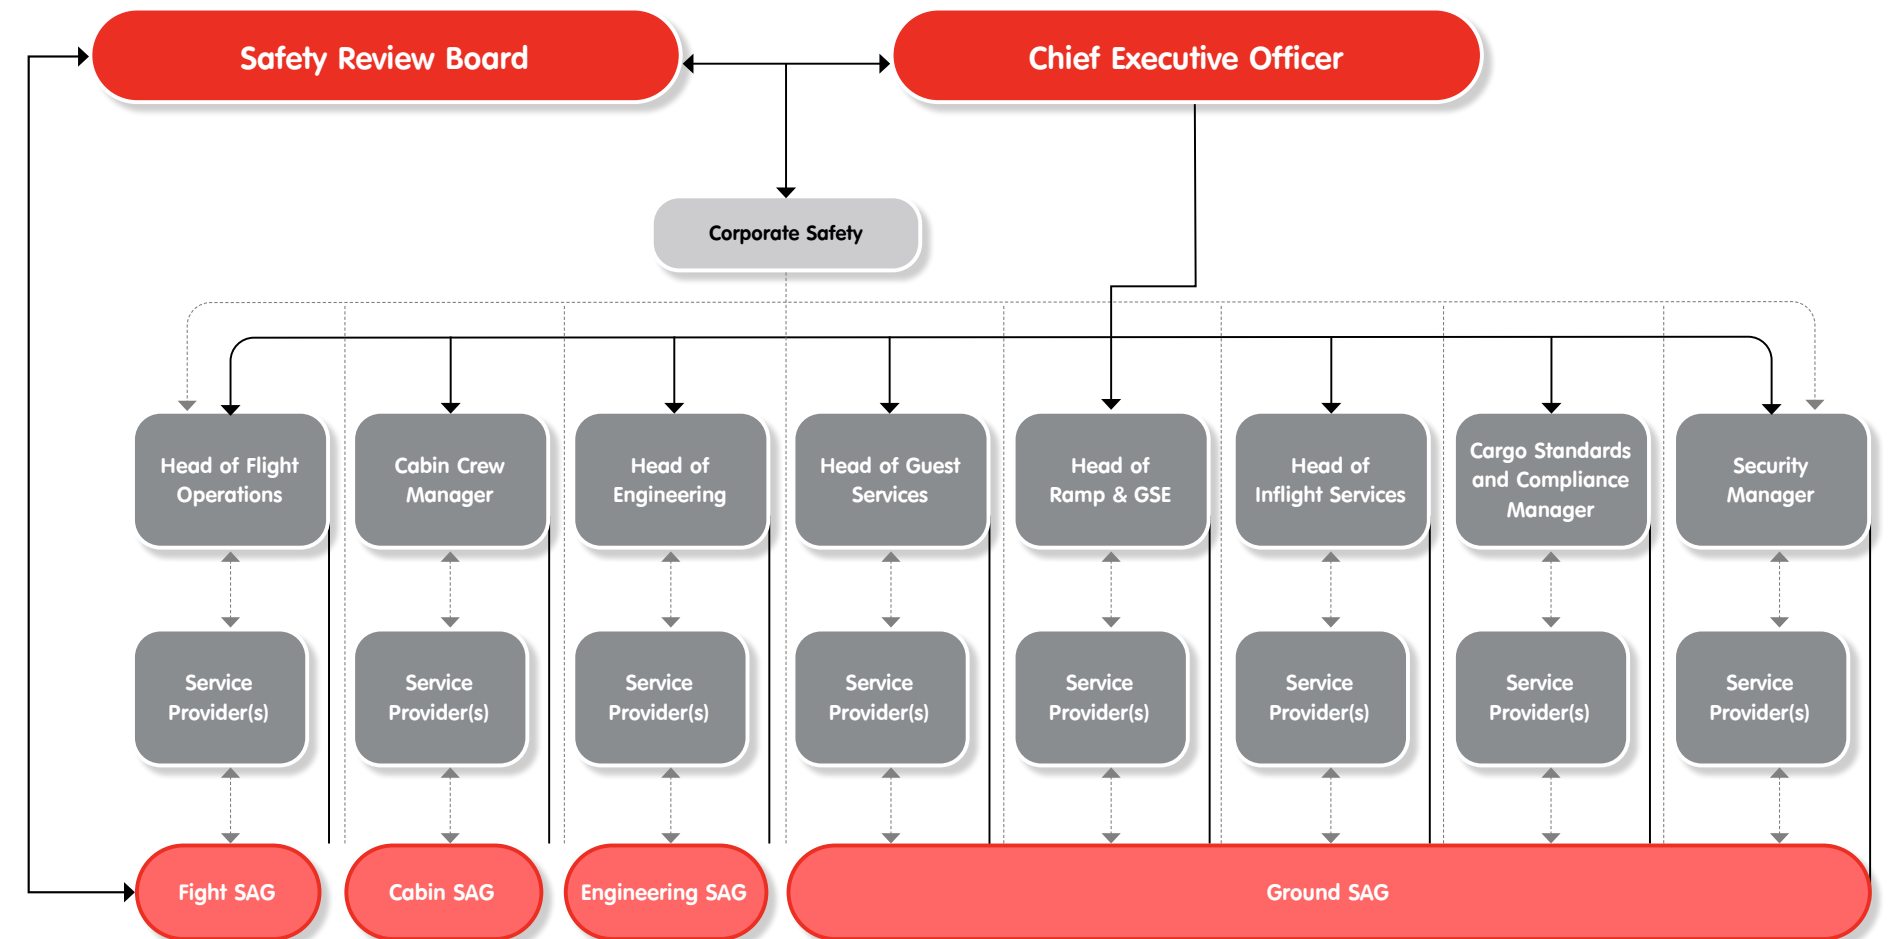 Safety Review Board
Chief Executive Officer
Corporate Safety
Head of Flight
Operations
Cabin Crew
Manager
Head of
Engineering
Head of Guest
Services
Head of
Ramp & GSE
Head of
Inflight Services
Cargo Standards
and Compliance
Manager
Security
Manager
Service
Provider(s)
Service
Provider(s)
Service
Provider(s)
Service
Provider(s)
Service
Provider(s)
Service
Provider(s)
Service
Provider(s)
Service
Provider(s)
Fight SAG
Cabin SAG
Engineering SAG
Ground SAG